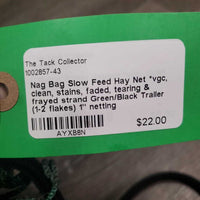 The Tack Collector
1002857-43
Nag Bag Slow Feed Hay Net *vgc,
clean, stains, faded, tearing &
frayed strand Green/Black Trailer
(1-2 flakes) 1" netting
$22.00
AYXB8N